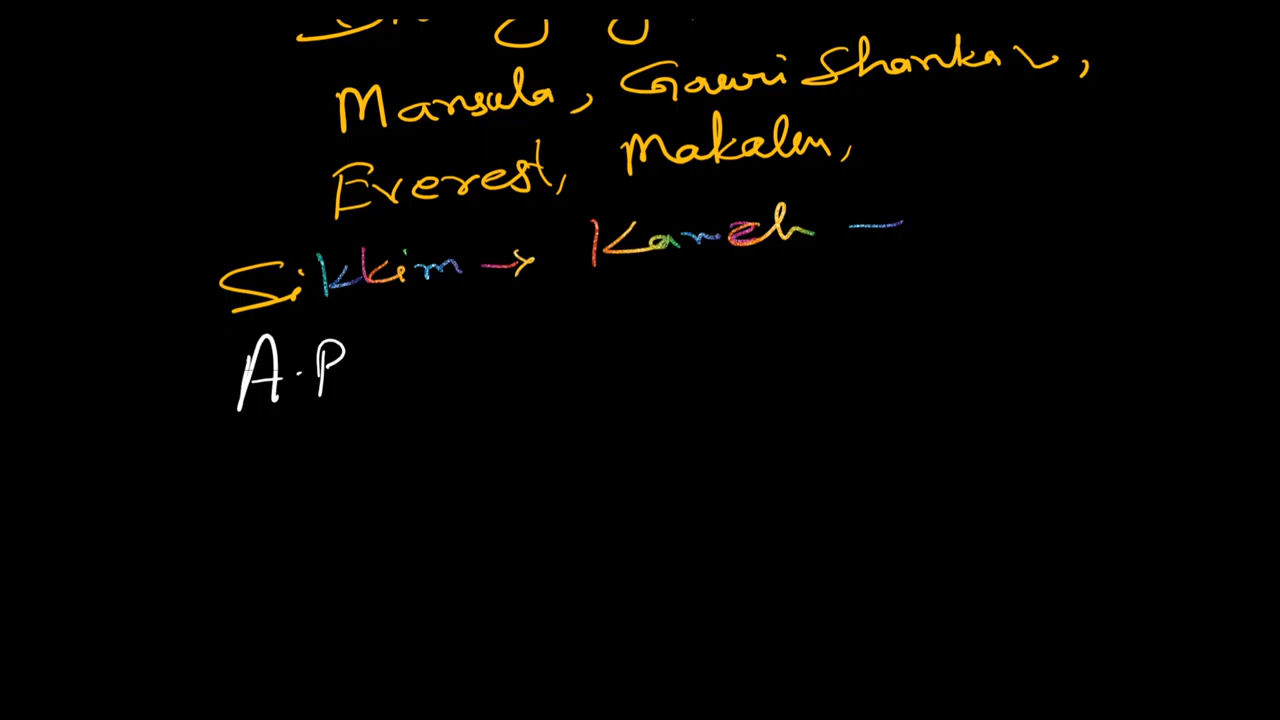 Mansula, Gauri Shankar,
Everest, Makalu,
Sikkim → Kanch —
A.P